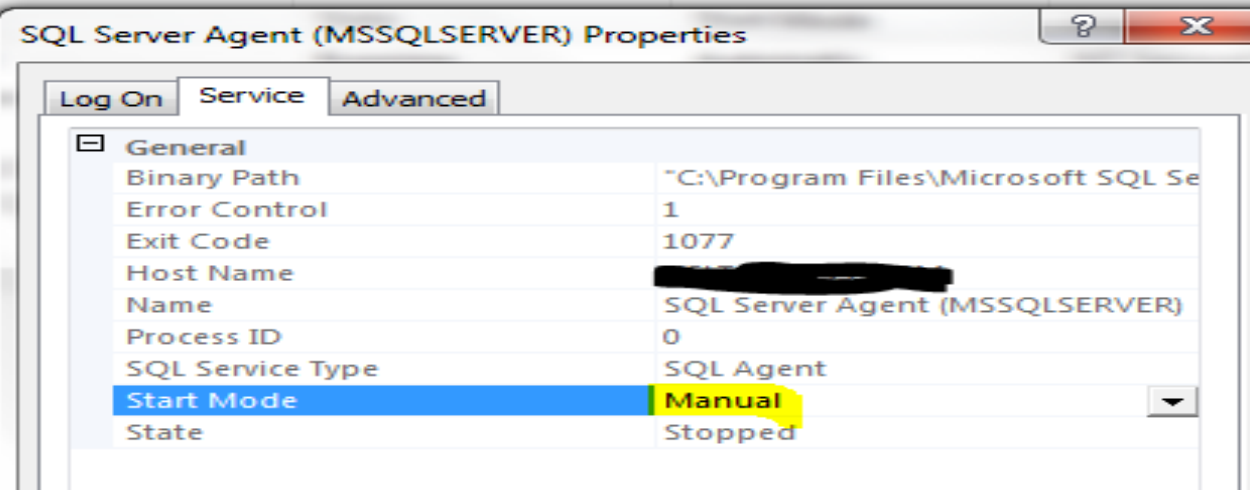 SQL Server Agent (MSSQLSERVER) Properties
Log On Service Advanced
General
Binary Path "C:\Program Files\Microsoft SQL Se
Error Control 1
Exit Code 1077
Host Name
Name SQL Server Agent (MSSQLSERVER)
Process ID 0
SQL Service Type SQL Agent
Start Mode Manual
State Stopped